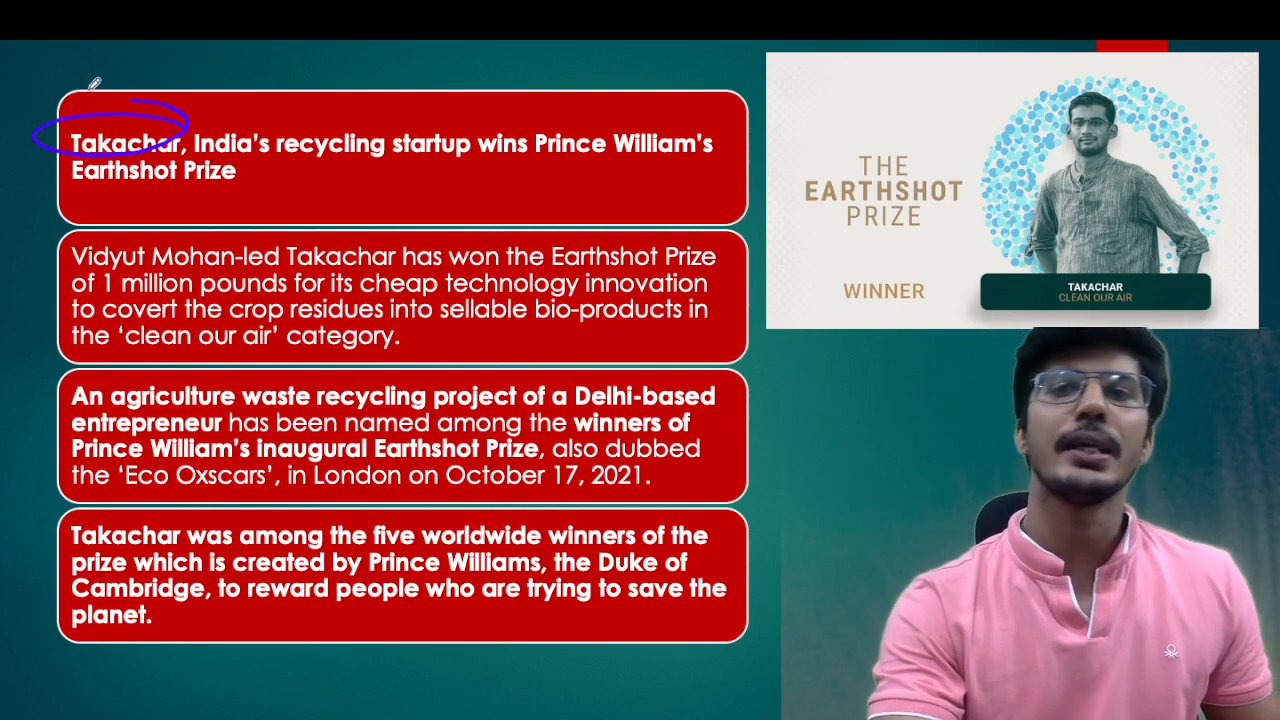 Takachar, India's recycling startup wins Prince William's
Earthshot Prize
Vidyut Mohan-led Takachar has won the Earthshot Prize
of 1 million pounds for its cheap technology innovation
to covert the crop residues into sellable bio-products in
the ‘clean our air’ category.
An agriculture waste recycling project of a Delhi-based
entrepreneur has been named among the winners of
Prince William's inaugural Earthshot Prize, also dubbed
the ‘Eco Oxscars’, in London on October 17, 2021.
Takachar was among the five worldwide winners of the
prize which is created by Prince Williams, the Duke of
Cambridge, to reward people who are trying to save the
planet.
THE
EARTHSHOT
PRIZE
WINNER
TAKACHAR
CLEAN OUR AIR